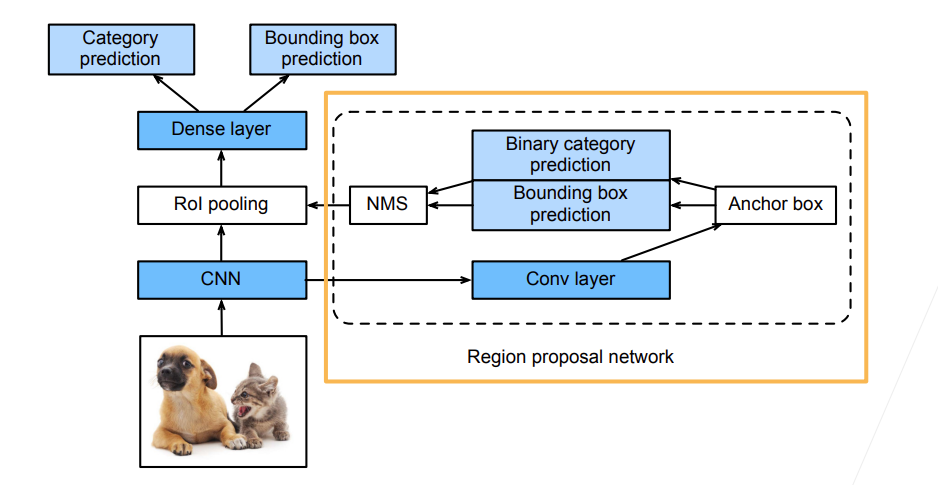 Category
prediction
Bounding box
prediction
Dense layer
Binary category
prediction
RoI pooling
NMS
Bounding box
prediction
Anchor box
CNN
Conv layer
Region proposal network